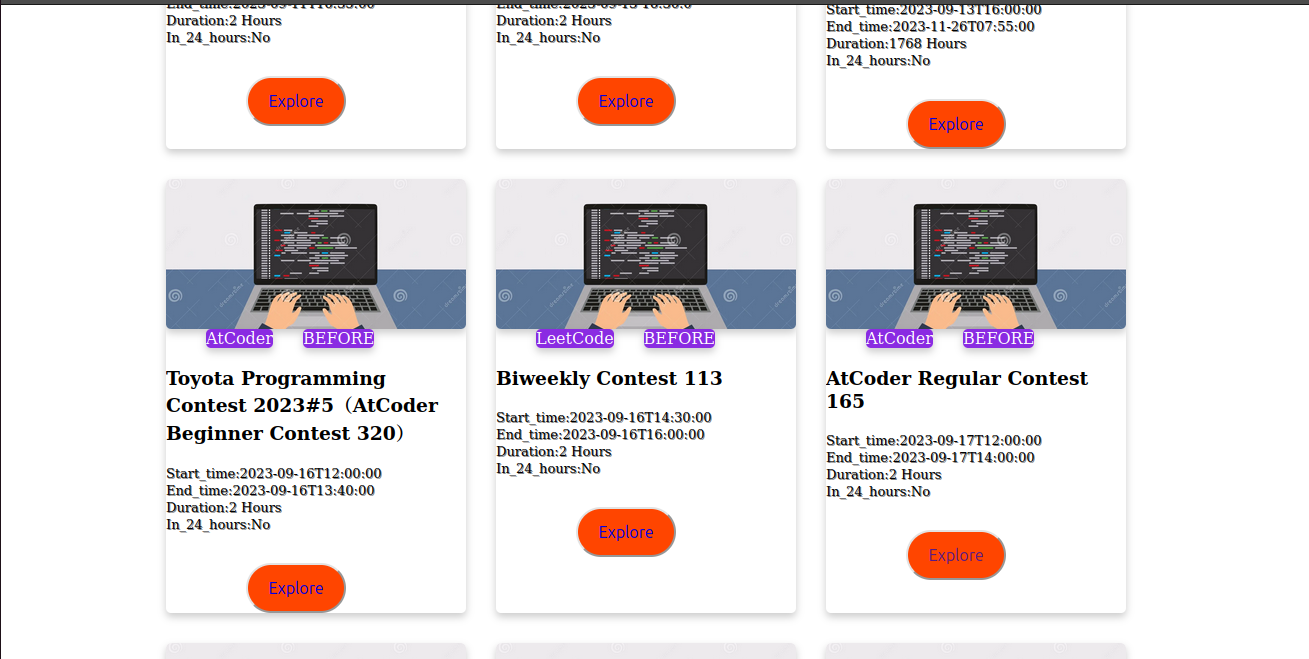 Duration:2 Hours
In_24_hours:No
Explore
Duration:2 Hours
In_24_hours:No
Explore
Start_time:2023-09-13T16:00:00
End_time:2023-11-26T07:55:00
Duration:1768 Hours
In_24_hours:No
Explore
AtCoder BEFORE
Toyota Programming
Contest 2023#5（AtCoder
Beginner Contest 320）
Start_time:2023-09-16T12:00:00
End_time:2023-09-16T13:40:00
Duration:2 Hours
In_24_hours:No
Explore
LeetCode BEFORE
Biweekly Contest 113
Start_time:2023-09-16T14:30:00
End_time:2023-09-16T16:00:00
Duration:2 Hours
In_24_hours:No
Explore
AtCoder BEFORE
AtCoder Regular Contest
165
Start_time:2023-09-17T12:00:00
End_time:2023-09-17T14:00:00
Duration:2 Hours
In_24_hours:No
Explore